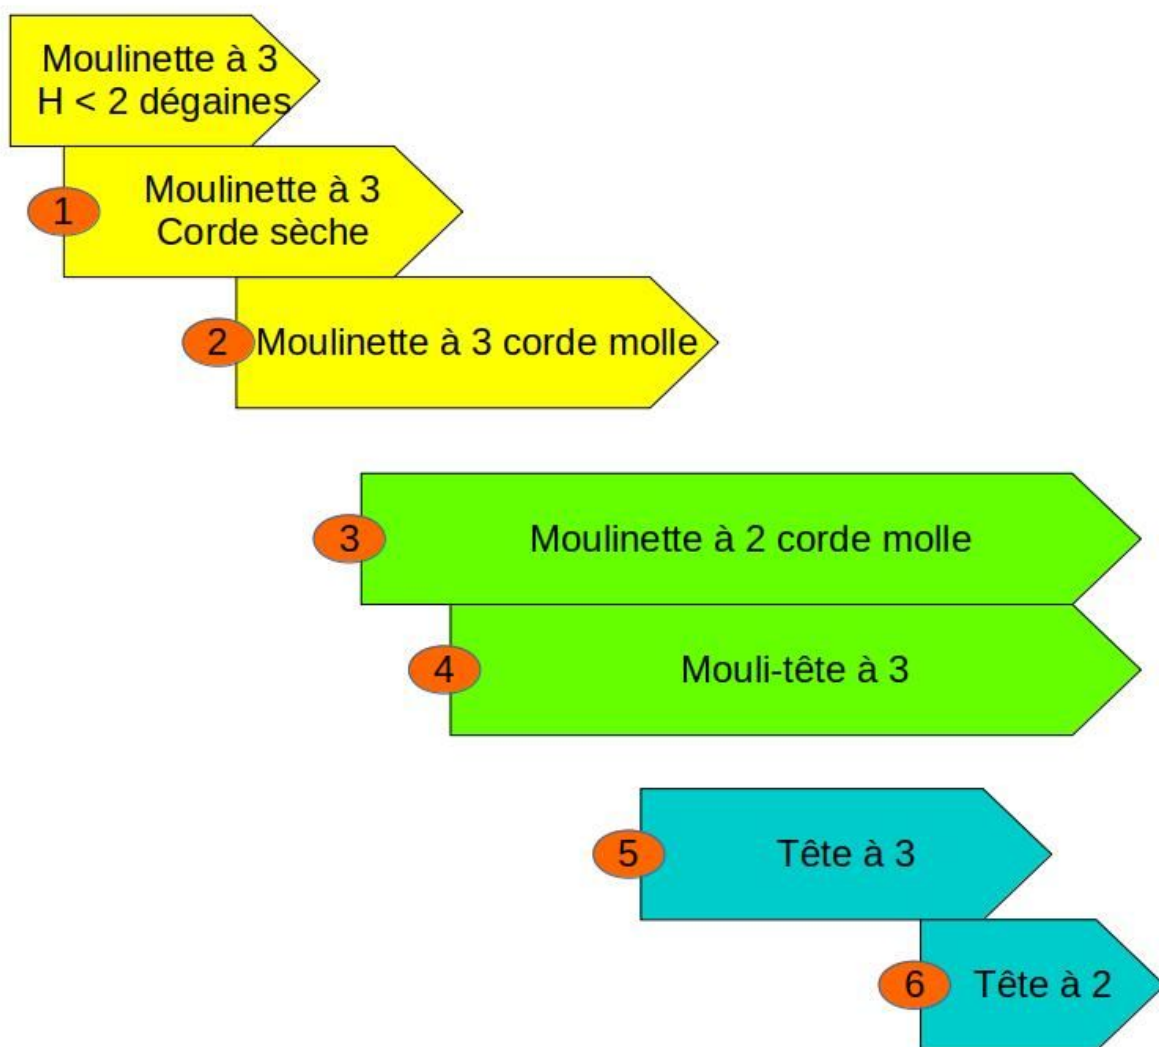 Moulinette à 3
H < 2 dégaines
1
Moulinette à 3
Corde sèche
2
Moulinette à 3 corde molle
3
Moulinette à 2 corde molle
4
Mouli-tête à 3
5
Tête à 3
6
Tête à 2